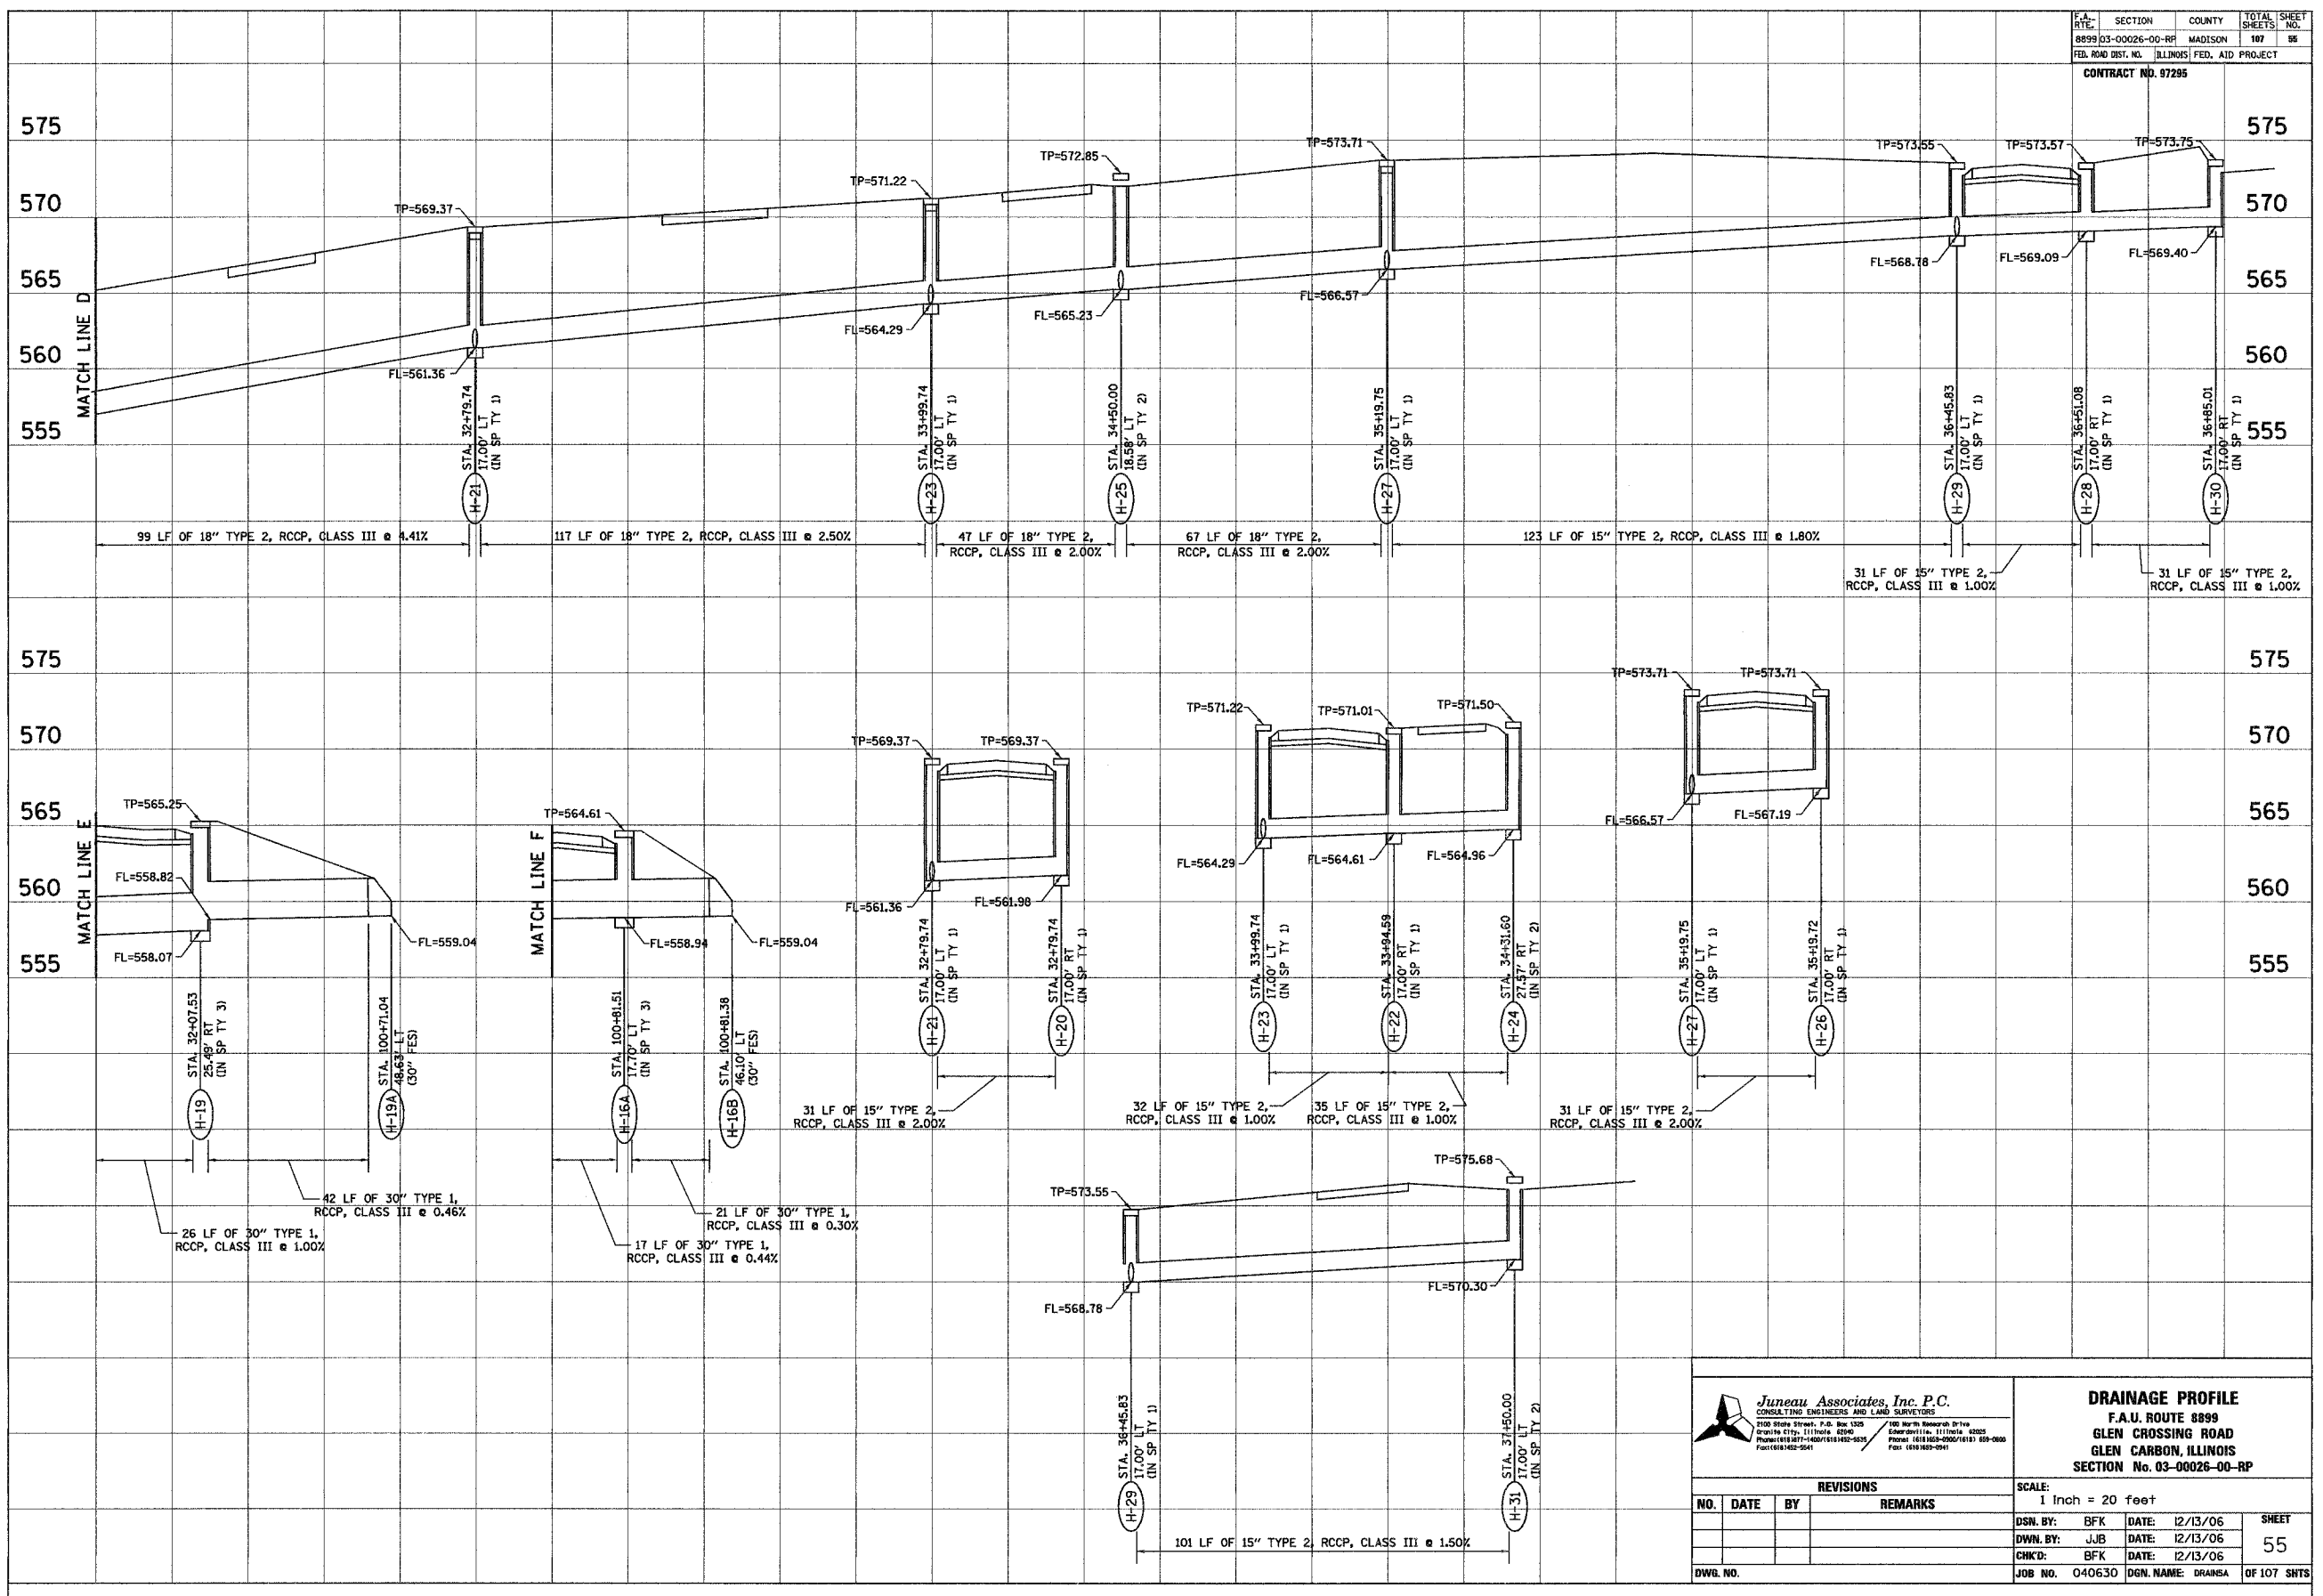 F.A.. RTE. SECTION COUNTY TOTAL SHEETS SHEET NO.
8899 03-00026-00-RP MADISON 107 55
FED. ROAD DIST. NO. ILLINOIS FED. AID PROJECT
CONTRACT NO. 97295
575
570
565
560
555
575
570
565
560
555
MATCH LINE D
TP=569.37
TP=571.22
TP=572.85
TP=573.71
TP=573.55
TP=573.57
TP=573.75
FL=561.36
FL=564.29
FL=565.23
FL=566.57
FL=568.78
FL=569.09
FL=569.40
STA. 32+79.74
17.00' LT
(IN SP TY 1)
H-21
STA. 33+99.74
17.00' LT
(IN SP TY 1)
H-23
STA. 34+50.00
18.58' LT
(IN SP TY 2)
H-25
STA. 35+19.75
17.00' LT
(IN SP TY 1)
H-27
STA. 36+45.83
17.00' LT
(IN SP TY 1)
H-29
STA. 36+51.08
17.00' RT
(IN SP TY 1)
H-28
STA. 36+85.01
17.00' RT
(IN SP TY 1)
H-30
99 LF OF 18" TYPE 2, RCCP, CLASS III @ 4.41%
117 LF OF 18" TYPE 2, RCCP, CLASS III @ 2.50%
47 LF OF 18" TYPE 2,
RCCP, CLASS III @ 2.00%
67 LF OF 18" TYPE 2,
RCCP, CLASS III @ 2.00%
123 LF OF 15" TYPE 2, RCCP, CLASS III @ 1.80%
31 LF OF 15" TYPE 2,
RCCP, CLASS III @ 1.00%
31 LF OF 15" TYPE 2,
RCCP, CLASS III @ 1.00%
575
570
565
560
555
575
570
565
560
555
MATCH LINE E
TP=565.25
FL=558.82
FL=558.07
FL=559.04
STA. 32+07.53
25.49' RT
(IN SP TY 3)
H-19
STA. 100+71.04
48.63' LT
(30" FES)
H-19A
42 LF OF 30" TYPE 1,
RCCP, CLASS III @ 0.46%
26 LF OF 30" TYPE 1,
RCCP, CLASS III @ 1.00%
MATCH LINE F
TP=564.61
FL=558.94
FL=559.04
STA. 100+81.51
17.70' LT
(IN SP TY 3)
H-16A
STA. 100+81.38
46.10' LT
(30" FES)
H-16B
21 LF OF 30" TYPE 1,
RCCP, CLASS III @ 0.30%
17 LF OF 30" TYPE 1,
RCCP, CLASS III @ 0.44%
TP=569.37
TP=569.37
FL=561.36
FL=561.98
STA. 32+79.74
17.00' LT
(IN SP TY 1)
H-21
STA. 32+79.74
17.00' RT
(IN SP TY 1)
H-20
31 LF OF 15" TYPE 2,
RCCP, CLASS III @ 2.00%
TP=571.22
TP=571.01
TP=571.50
FL=564.29
FL=564.61
FL=564.96
STA. 33+99.74
17.00' LT
(IN SP TY 1)
H-23
STA. 33+94.59
17.00' RT
(IN SP TY 1)
H-22
STA. 34+31.60
27.57' RT
(IN SP TY 2)
H-24
32 LF OF 15" TYPE 2,
RCCP, CLASS III @ 1.00%
35 LF OF 15" TYPE 2,
RCCP, CLASS III @ 1.00%
TP=573.71
TP=573.71
FL=566.57
FL=567.19
STA. 35+19.75
17.00' LT
(IN SP TY 1)
H-27
STA. 35+19.72
17.00' RT
(IN SP TY 1)
H-26
31 LF OF 15" TYPE 2,
RCCP, CLASS III @ 2.00%
TP=573.55
TP=575.68
FL=568.78
FL=570.30
STA. 36+45.83
17.00' LT
(IN SP TY 1)
H-29
STA. 37+50.00
17.00' LT
(IN SP TY 2)
H-31
101 LF OF 15" TYPE 2, RCCP, CLASS III @ 1.50%
Juneau Associates, Inc. P.C.
CONSULTING ENGINEERS AND LAND SURVEYORS
2100 State Street, P.O. Box 1325
Granite City, Illinois 62040
100 North Research Drive
Edwardsville, Illinois 62025
DRAINAGE PROFILE
F.A.U. ROUTE 8899
GLEN CROSSING ROAD
GLEN CARBON, ILLINOIS
SECTION No. 03-00026-00-RP
REVISIONS
NO. DATE BY REMARKS
SCALE:
1 inch = 20 feet
DSN. BY: BFK DATE: 12/13/06
DWN. BY: JJB DATE: 12/13/06
CHK'D: BFK DATE: 12/13/06
JOB NO. 040630 DGN. NAME: DRAIN5A
SHEET
55
OF 107 SHTS
DWG. NO.